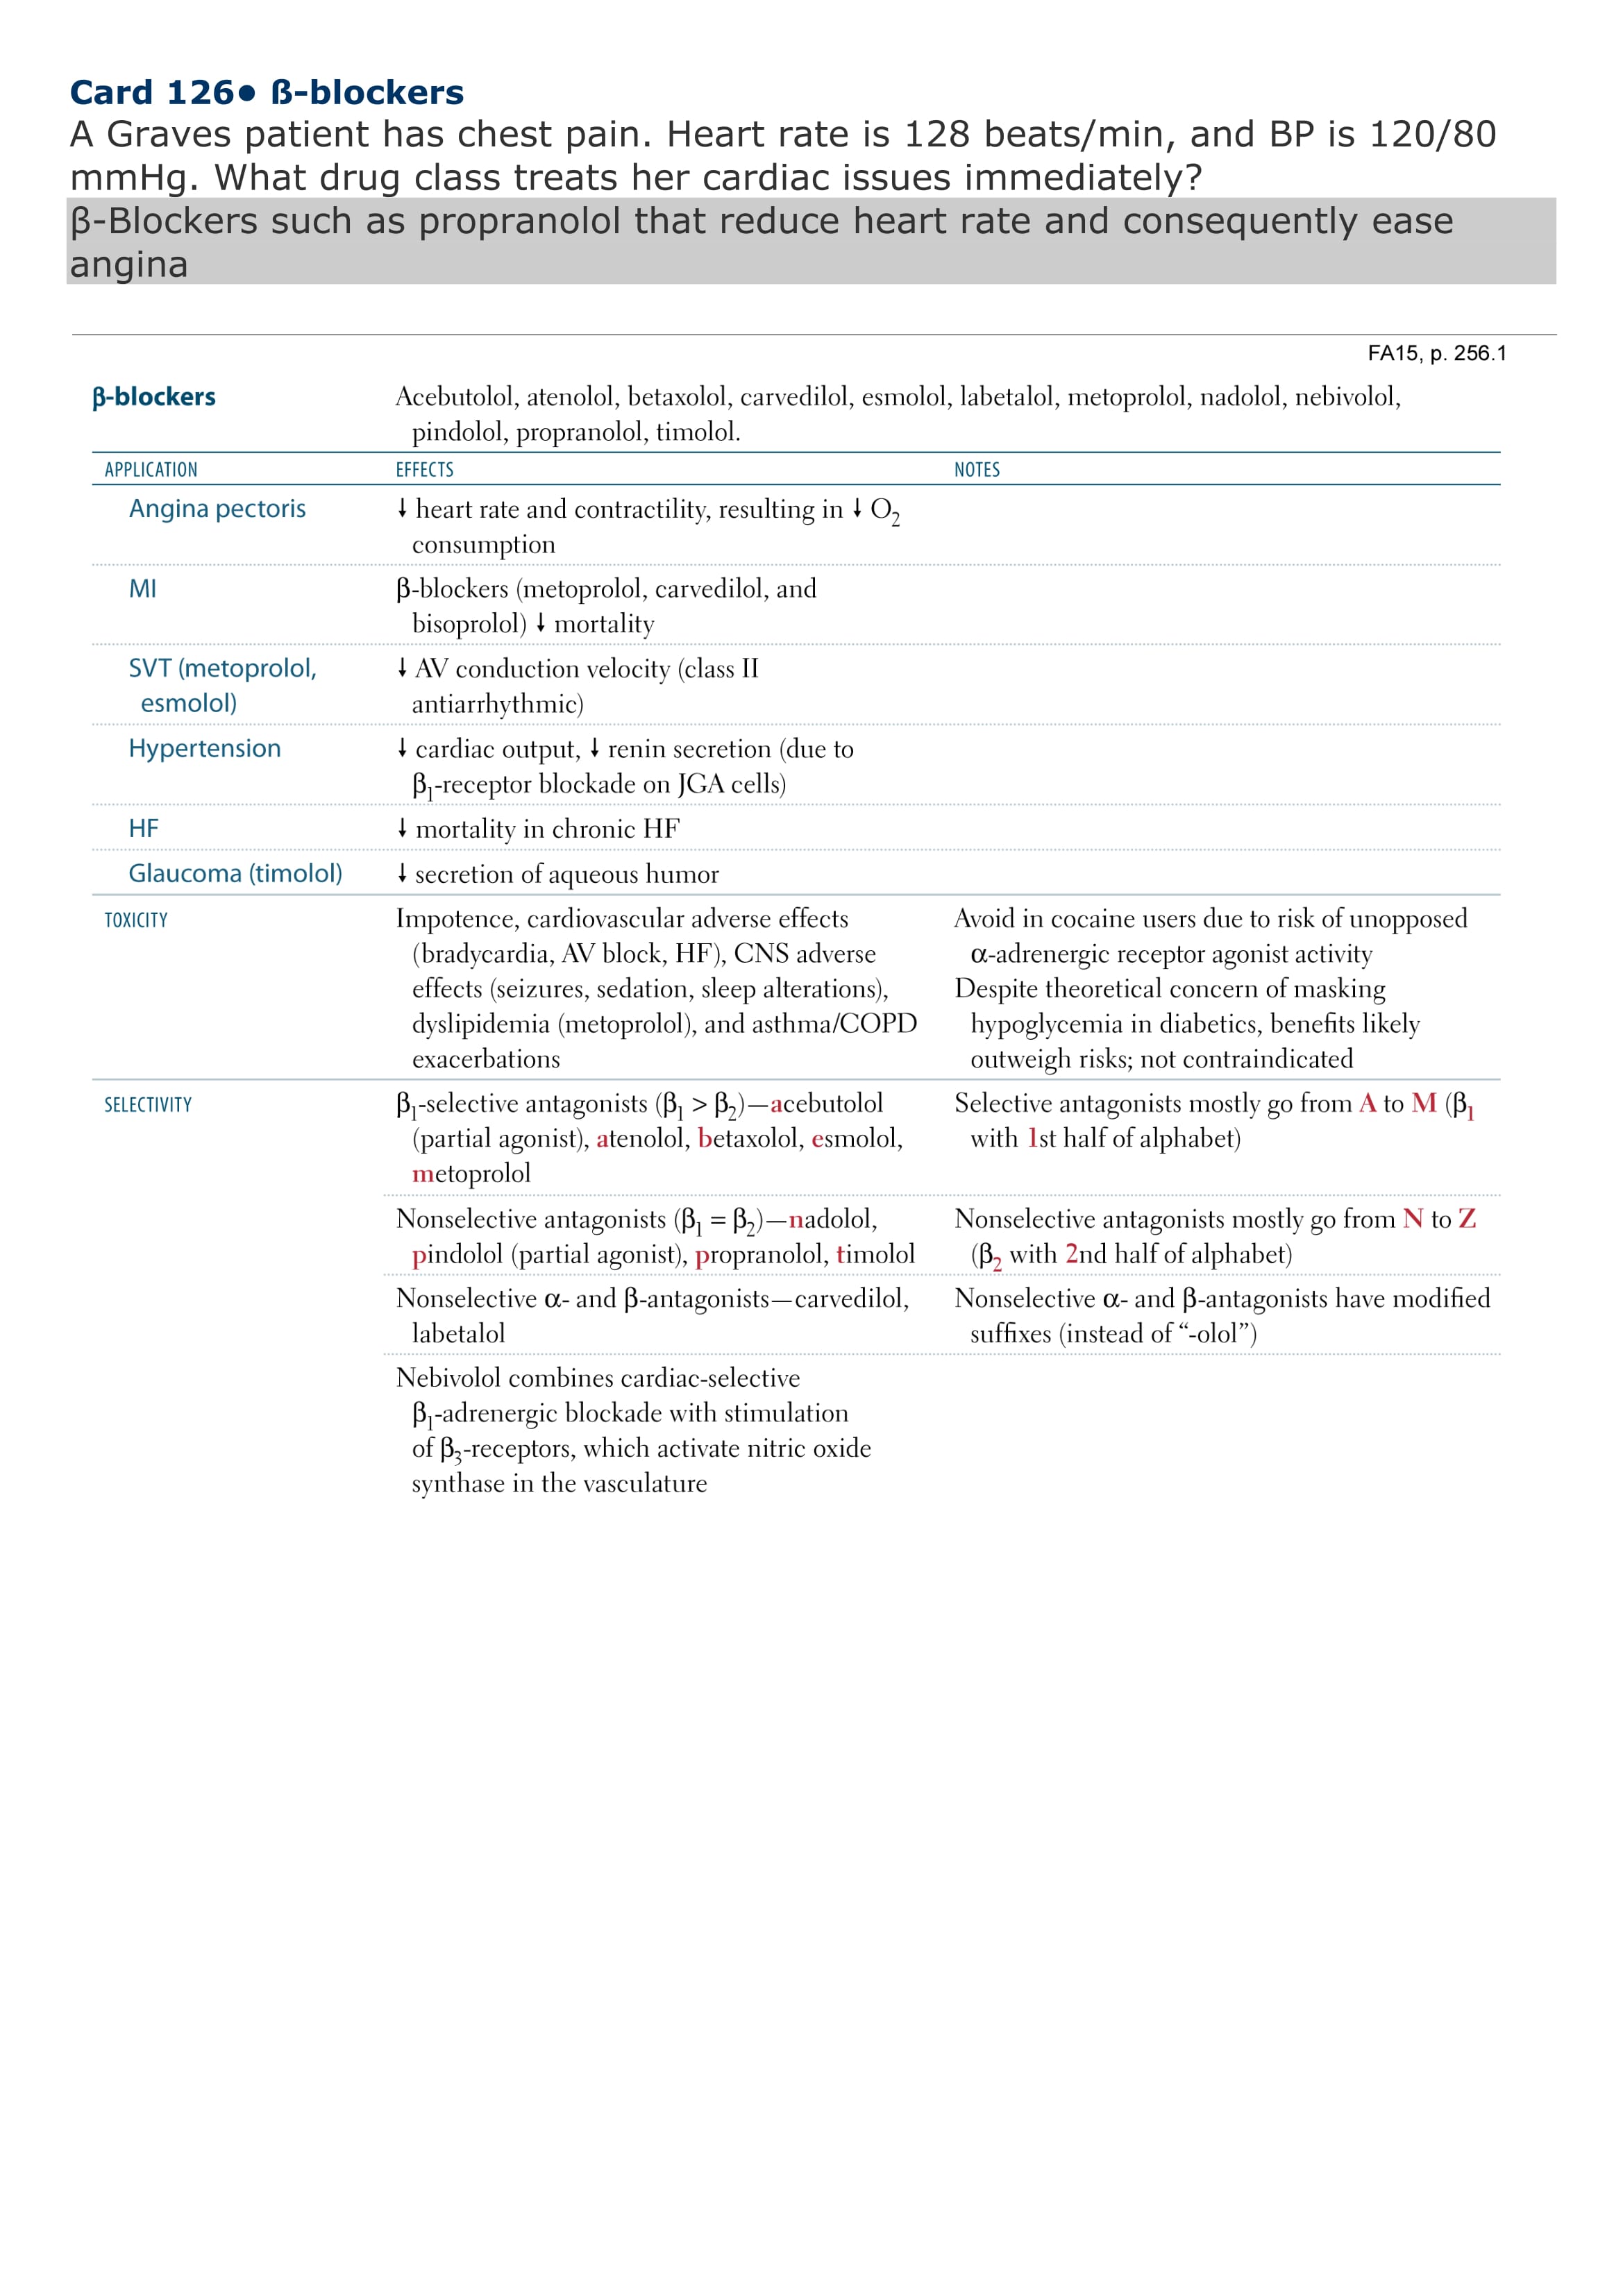 Card 126● ß-blockers
A Graves patient has chest pain. Heart rate is 128 beats/min, and BP is 120/80
mmHg. What drug class treats her cardiac issues immediately?
β-Blockers such as propranolol that reduce heart rate and consequently ease
angina
FA15, p. 256.1
β-blockers
Acebutolol, atenolol, betaxolol, carvedilol, esmolol, labetalol, metoprolol, nadolol, nebivolol,
pindolol, propranolol, timolol.
APPLICATION EFFECTS NOTES
Angina pectoris
↓ heart rate and contractility, resulting in ↓ O₂
consumption
MI
β-blockers (metoprolol, carvedilol, and
bisoprolol) ↓ mortality
SVT (metoprolol,
esmolol)
↓ AV conduction velocity (class II
antiarrhythmic)
Hypertension
↓ cardiac output, ↓ renin secretion (due to
β₁-receptor blockade on JGA cells)
HF
↓ mortality in chronic HF
Glaucoma (timolol)
↓ secretion of aqueous humor
TOXICITY
Impotence, cardiovascular adverse effects
(bradycardia, AV block, HF), CNS adverse
effects (seizures, sedation, sleep alterations),
dyslipidemia (metoprolol), and asthma/COPD
exacerbations
Avoid in cocaine users due to risk of unopposed
α-adrenergic receptor agonist activity
Despite theoretical concern of masking
hypoglycemia in diabetics, benefits likely
outweigh risks; not contraindicated
SELECTIVITY
β₁-selective antagonists (β₁ > β₂)—acebutolol
(partial agonist), atenolol, betaxolol, esmolol,
metoprolol
Selective antagonists mostly go from A to M (β₁
with 1st half of alphabet)
Nonselective antagonists (β₁ = β₂)—nadolol,
pindolol (partial agonist), propranolol, timolol
Nonselective antagonists mostly go from N to Z
(β₂ with 2nd half of alphabet)
Nonselective α- and β-antagonists—carvedilol,
labetalol
Nonselective α- and β-antagonists have modified
suffixes (instead of “-olol”)
Nebivolol combines cardiac-selective
β₁-adrenergic blockade with stimulation
of β₃-receptors, which activate nitric oxide
synthase in the vasculature